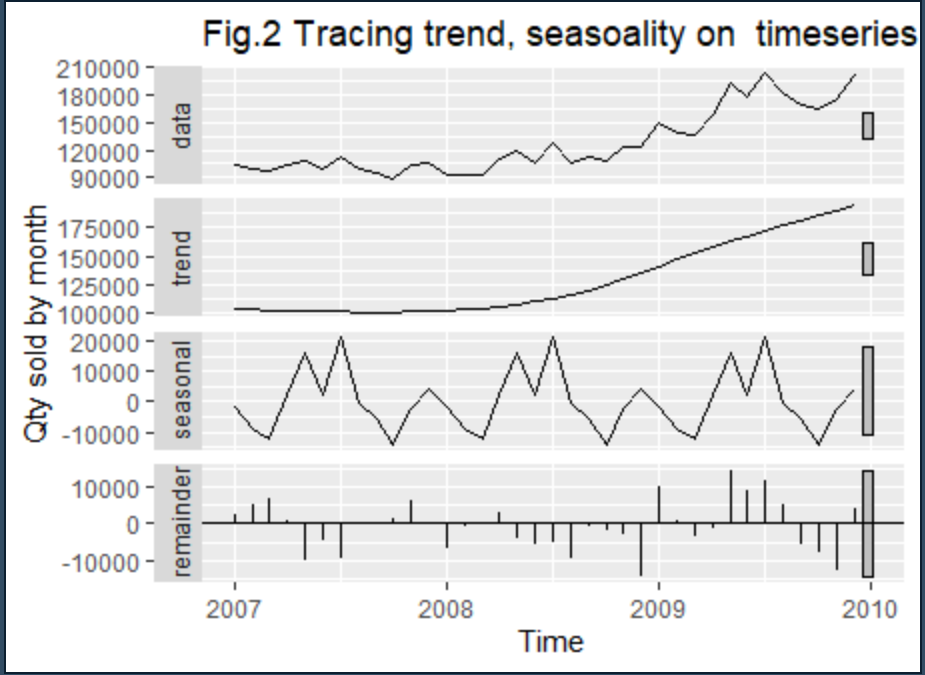 Fig.2 Tracing trend, seasoality on  timeseries
Qty sold by month
210000
180000
150000
120000
90000
data
175000
150000
125000
100000
trend
20000
10000
0
-10000
seasonal
10000
0
-10000
remainder
2007 2008 2009 2010
Time